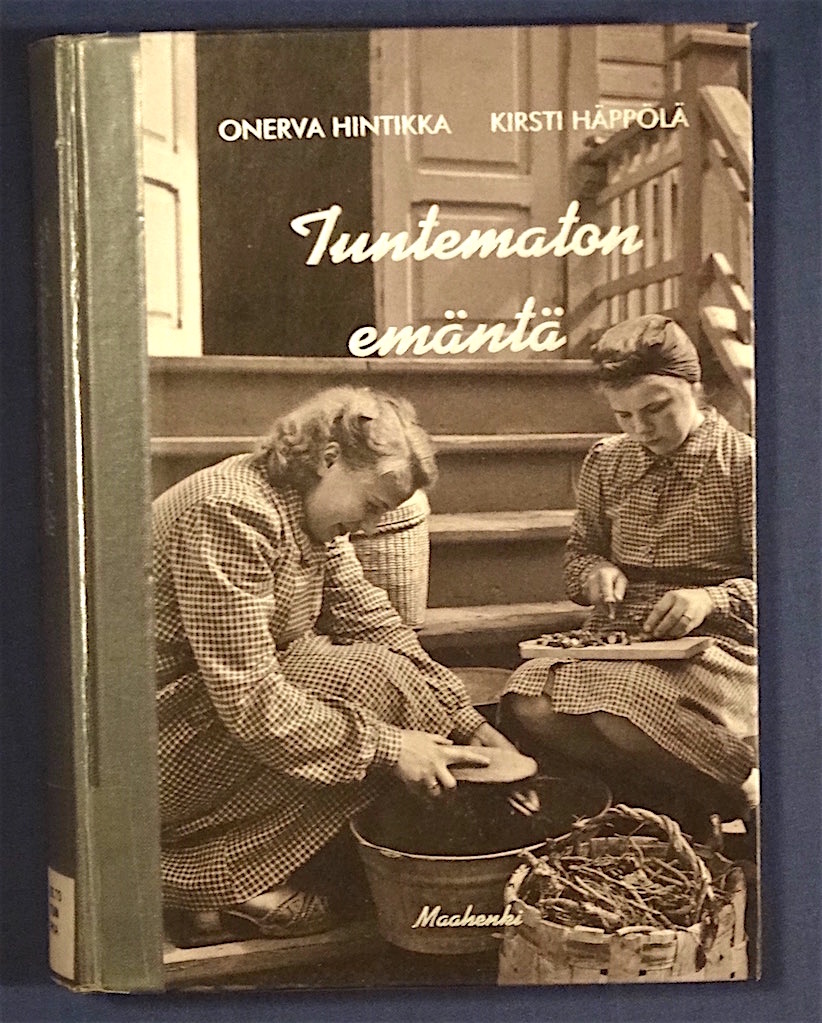 ONERVA HINTIKKA KIRSTI HÄPPÖLÄ
Tuntematon
emäntä
Maahenki